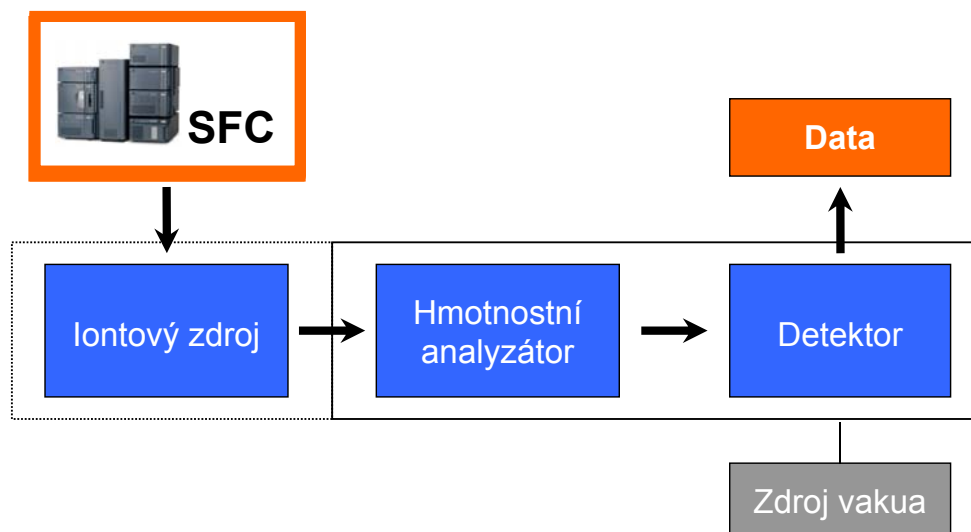 SFC
Data
Iontový zdroj
Hmotnostní
analyzátor
Detektor
Zdroj vakua